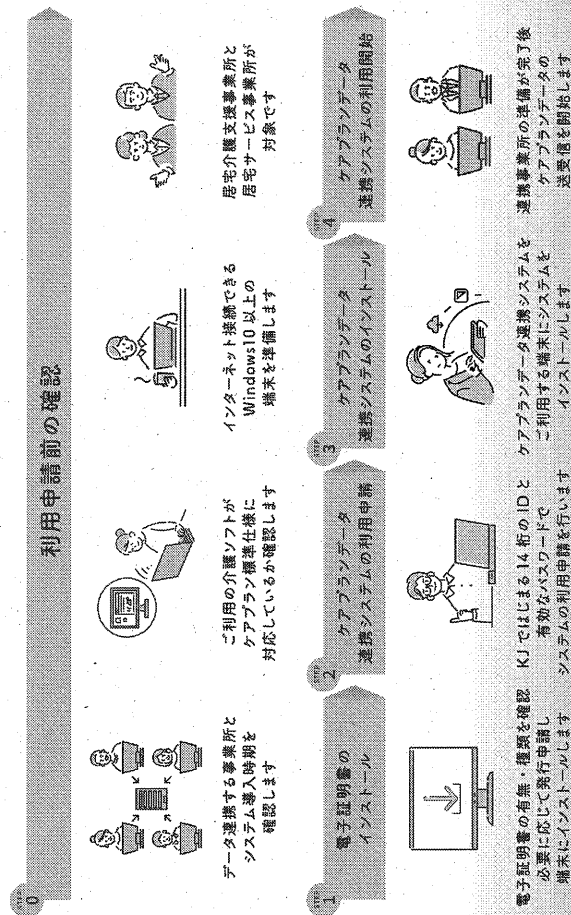 STEP
0
利用申請前の確認
データ連携する事業所と
システム導入時期を
確認します
ご利用の介護ソフトが
ケアプラン標準仕様に
対応しているか確認します
インターネット接続できる
Windows10 以上の
端末を準備します
居宅介護支援事業所と
居宅サービス事業所が
対象です
STEP
1
電子証明書の
インストール
電子証明書の有無・種類を確認
必要に応じて発行申請し
端末にインストールします
STEP
2
ケアプランデータ
連携システムの利用申請
KJ ではじまる 14 桁の ID と
有効なパスワードで
システムの利用申請を行います
STEP
3
ケアプランデータ
連携システムのインストール
ケアプランデータ連携システムを
ご利用する端末にシステムを
インストールします
STEP
4
ケアプランデータ
連携システムの利用開始
連携事業所の準備が完了後
ケアプランデータの
送受信を開始します